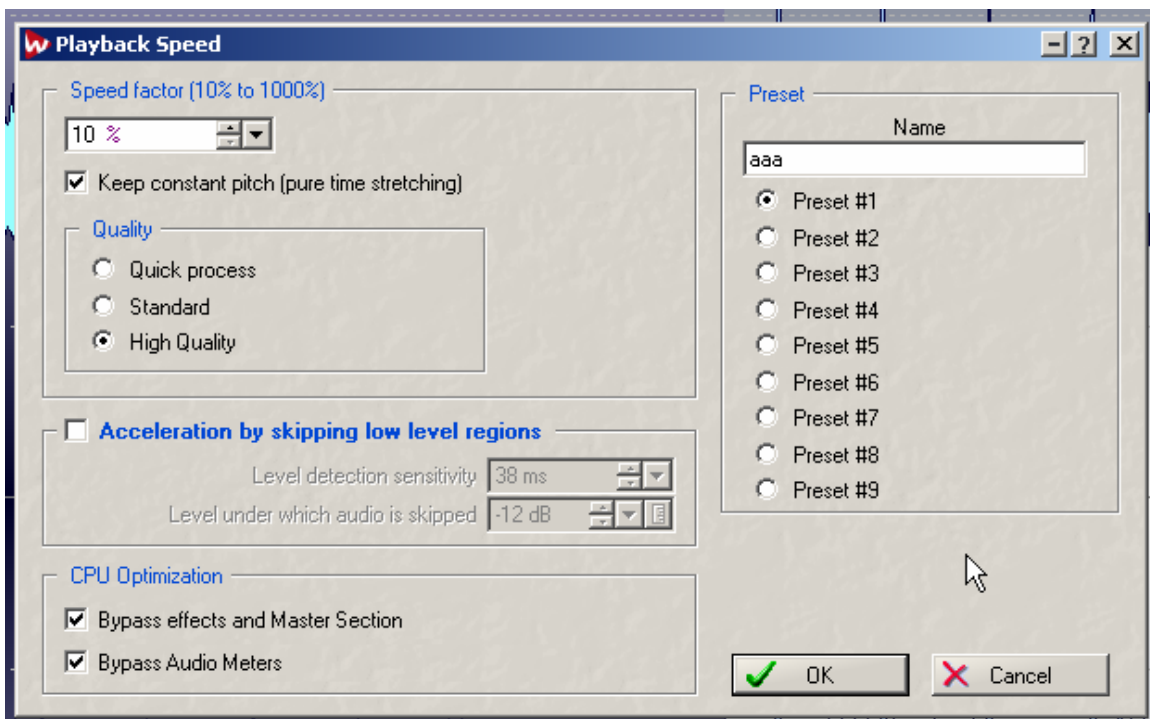 Playback Speed
Speed factor (10% to 1000%)
10 %
Keep constant pitch (pure time stretching)
Quality
Quick process
Standard
High Quality
Acceleration by skipping low level regions
Level detection sensitivity 38 ms
Level under which audio is skipped -12 dB
CPU Optimization
Bypass effects and Master Section
Bypass Audio Meters
Preset
Name
aaa
Preset #1
Preset #2
Preset #3
Preset #4
Preset #5
Preset #6
Preset #7
Preset #8
Preset #9
OK
Cancel